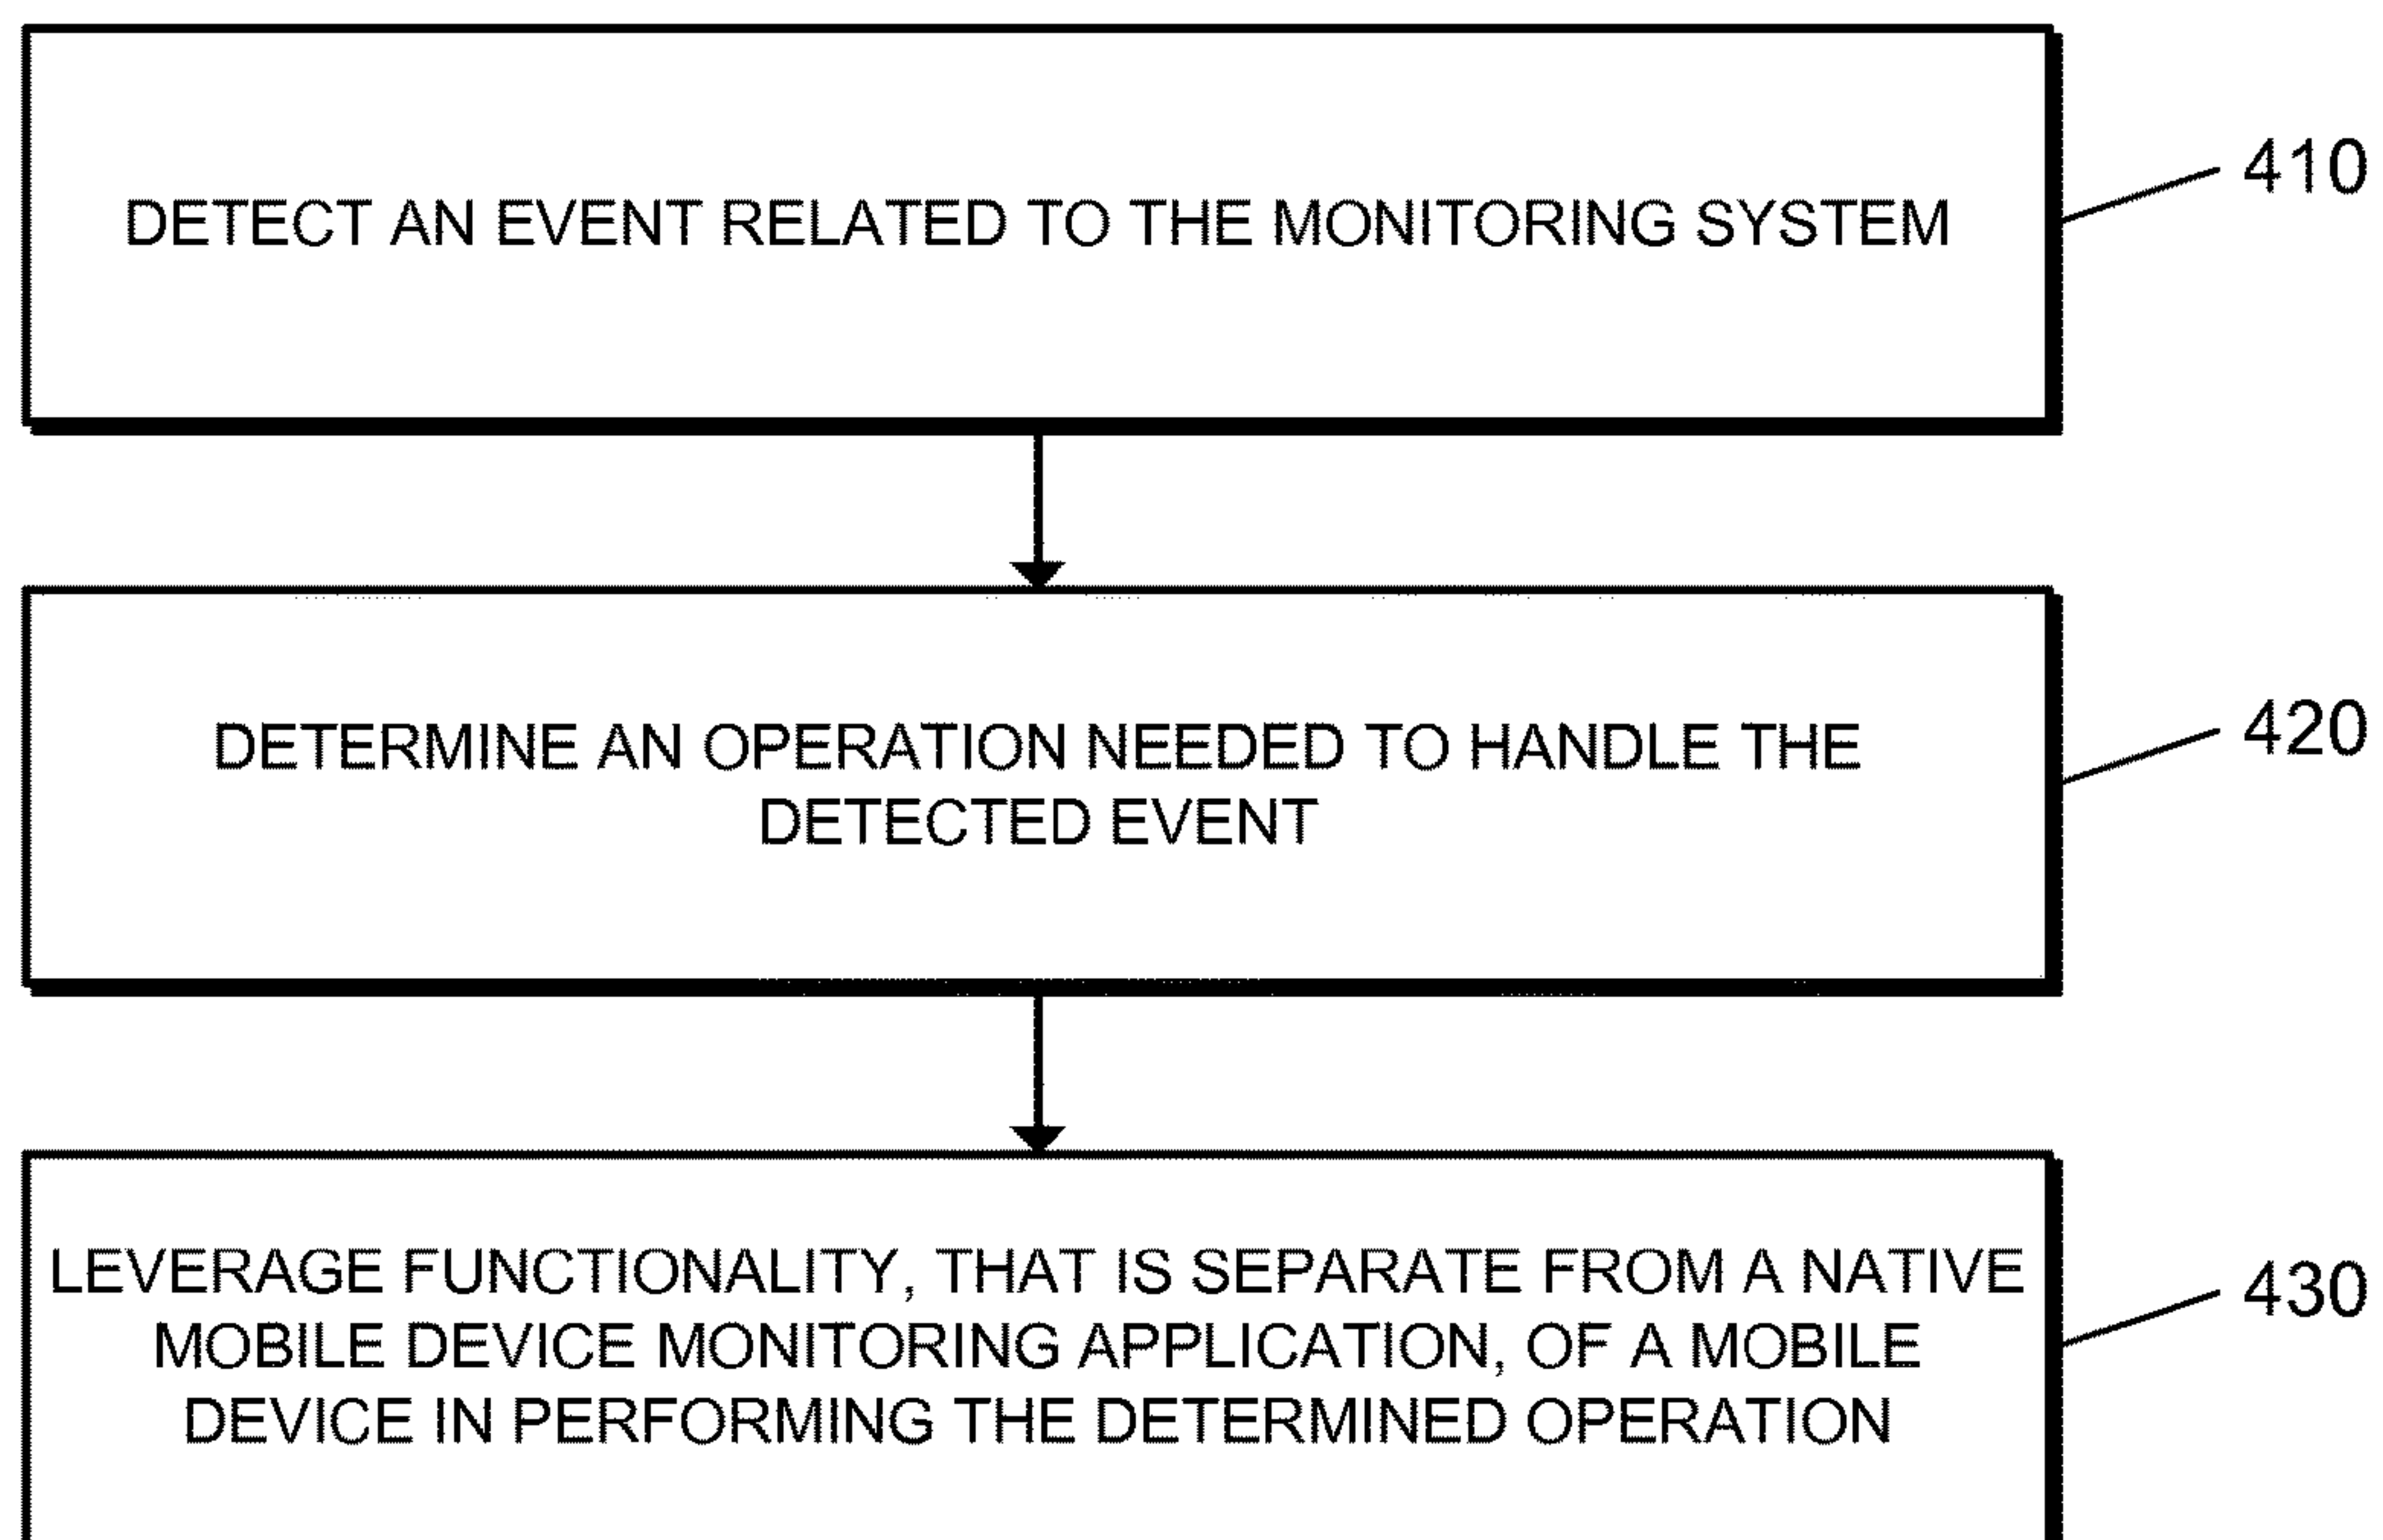 DETECT AN EVENT RELATED TO THE MONITORING SYSTEM
410
DETERMINE AN OPERATION NEEDED TO HANDLE THE
DETECTED EVENT
420
LEVERAGE FUNCTIONALITY, THAT IS SEPARATE FROM A NATIVE
MOBILE DEVICE MONITORING APPLICATION, OF A MOBILE
DEVICE IN PERFORMING THE DETERMINED OPERATION
430